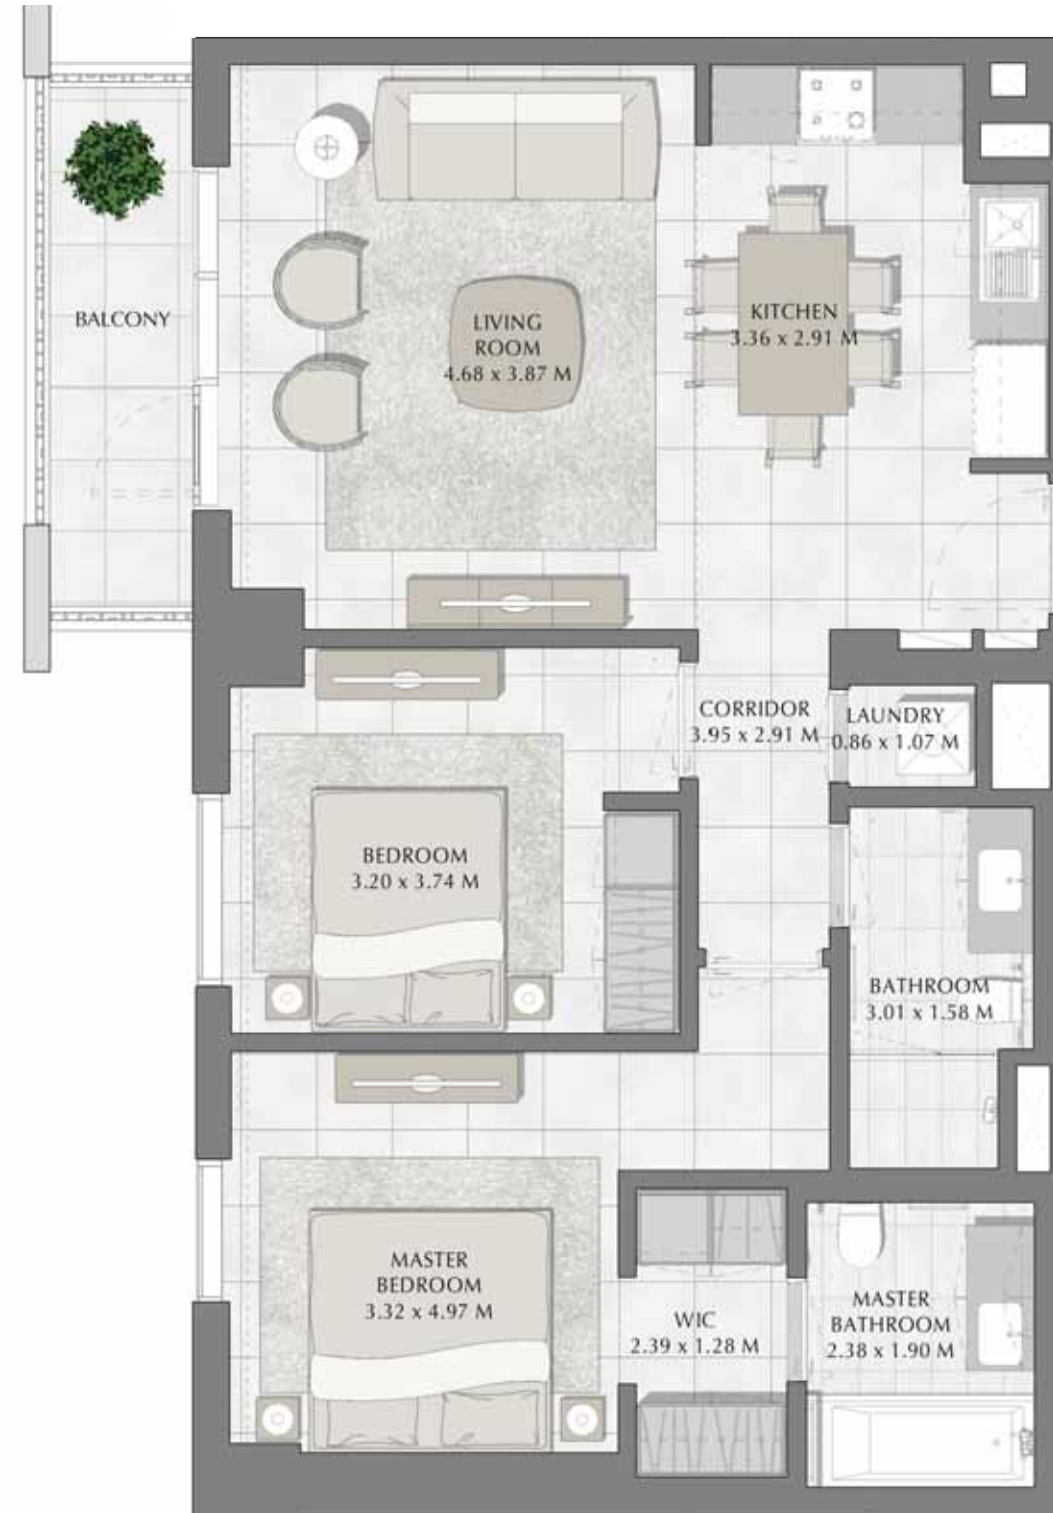 BALCONY
LIVING
ROOM
4.68 x 3.87 M
KITCHEN
3.36 x 2.91 M
CORRIDOR
3.95 x 2.91 M
LAUNDRY
0.86 x 1.07 M
BEDROOM
3.20 x 3.74 M
BATHROOM
3.01 x 1.58 M
MASTER
BEDROOM
3.32 x 4.97 M
WIC
2.39 x 1.28 M
MASTER
BATHROOM
2.38 x 1.90 M